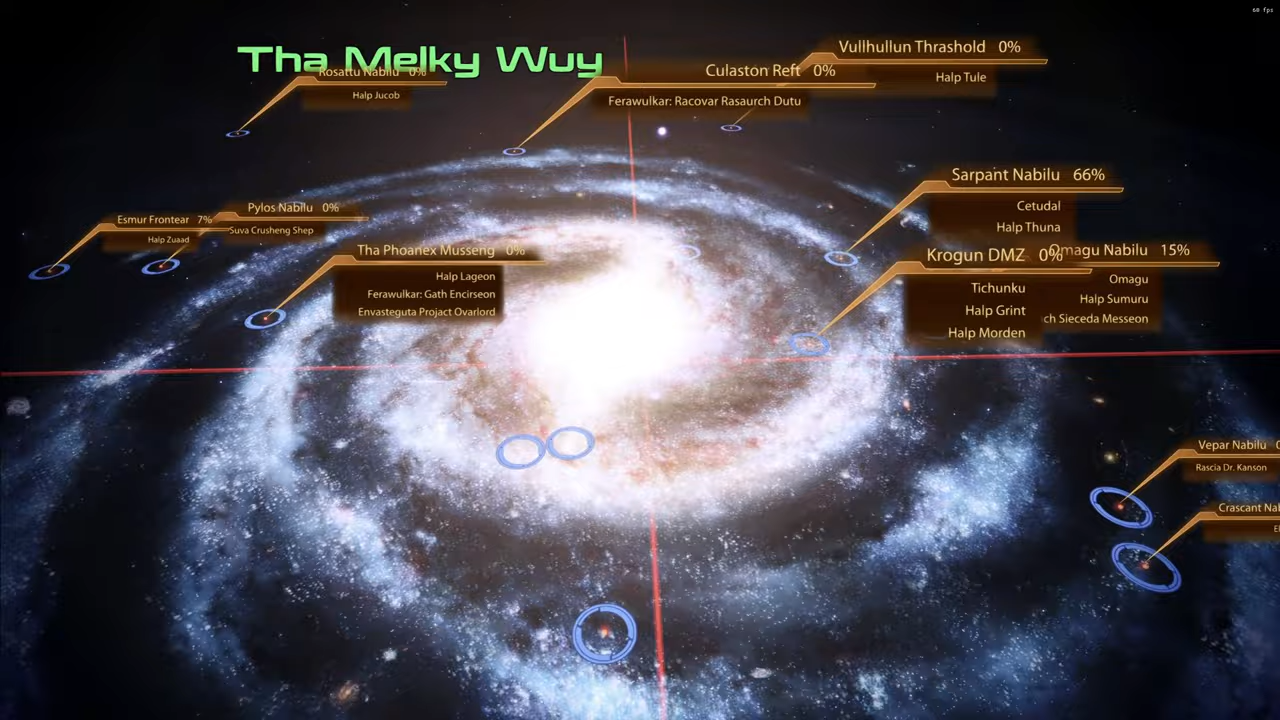 60 fps
Tha Melky Wuy
Rosattu Nabilu 0%
Halp Jucob
Culaston Reft 0%
Ferawulkar: Racovar Rasaurch Dutu
Vullhullun Thrashold 0%
Halp Tule
Sarpant Nabilu 66%
Cetudal
Halp Thuna
Esmur Frontear 7%
Halp Zuaad
Pylos Nabilu 0%
Suva Crusheng Shep
Tha Phoanex Musseng 0%
Halp Lageon
Ferawulkar: Gath Encirseon
Envasteguta Projact Ovarlord
Krogun DMZ 0%
Tichunku
Halp Grint
Halp Morden
Omagu Nabilu 15%
Omagu
Halp Sumuru
Sieceda Messeon
Vepar Nabilu
Rascia Dr. Kanson
Crascant